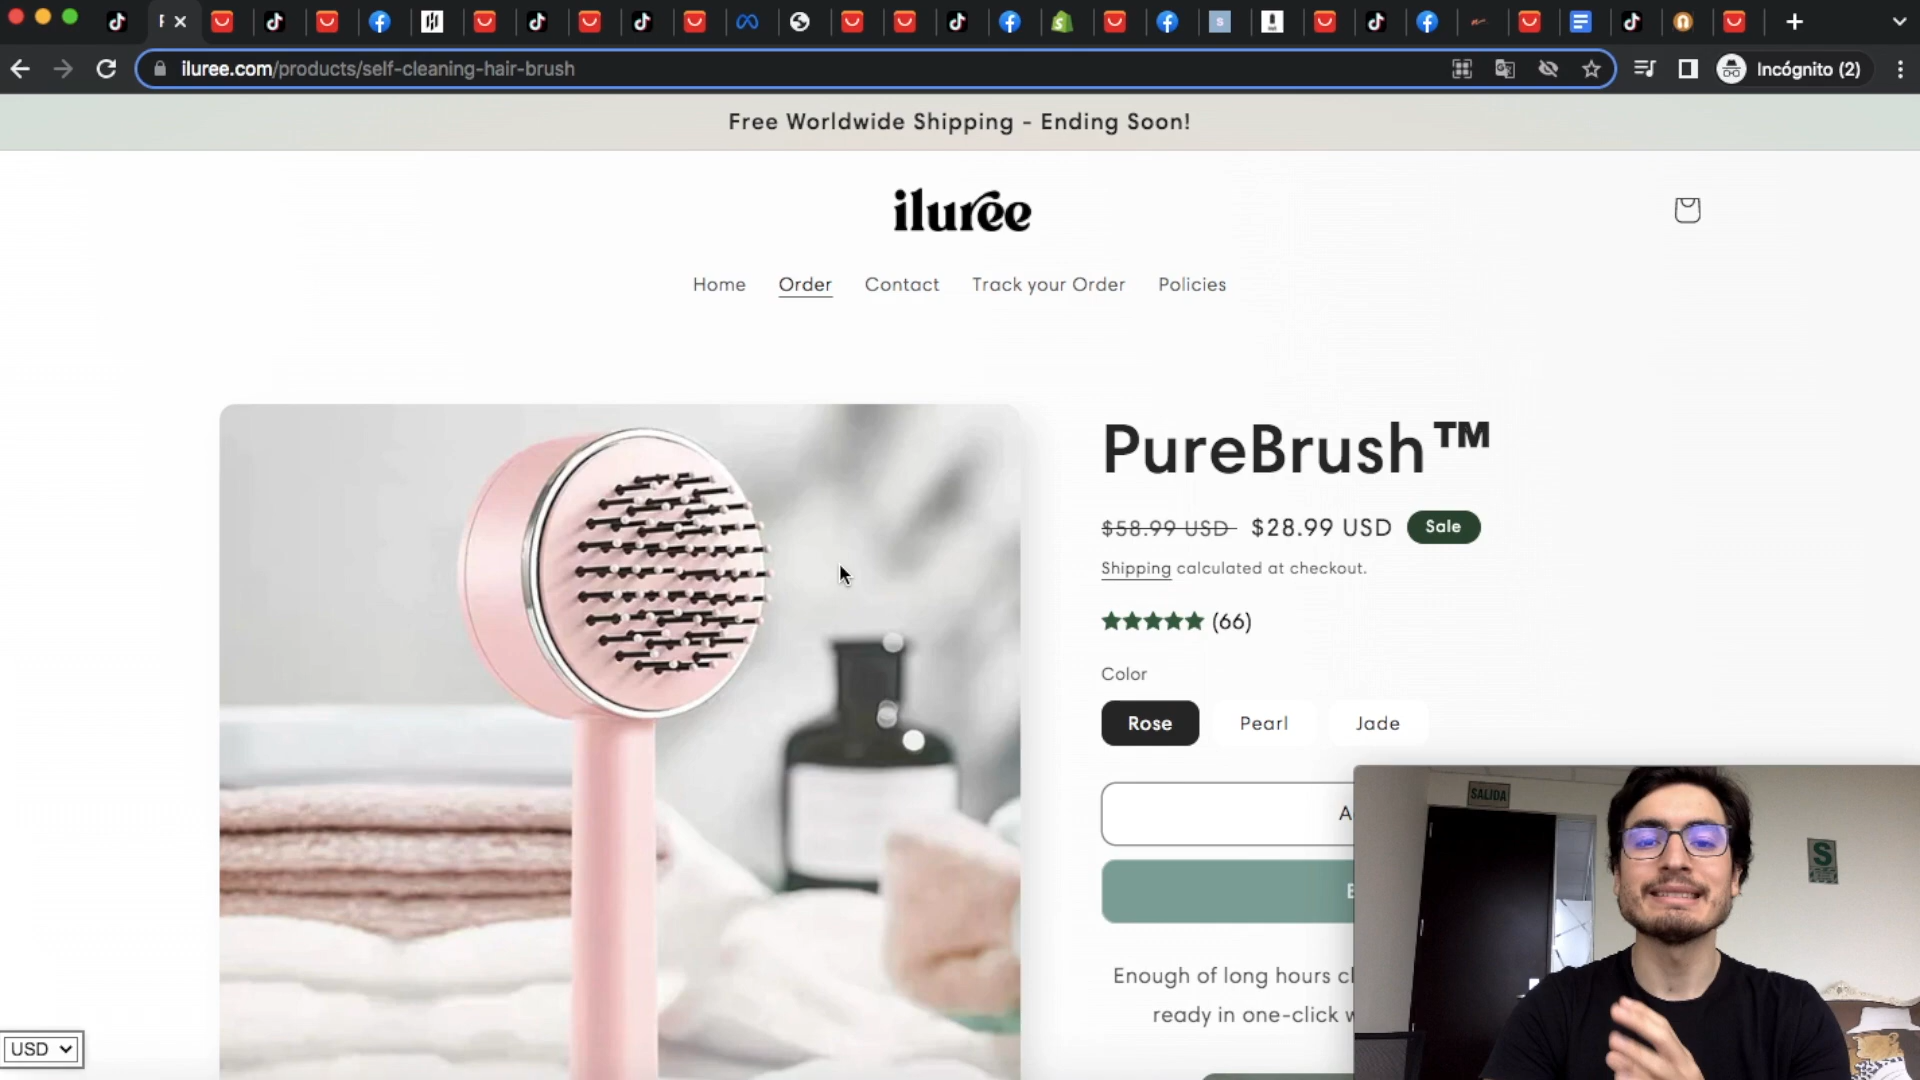 iluree.com/products/self-cleaning-hair-brush
Incógnito (2)
Free Worldwide Shipping - Ending Soon!
iluree
Home Order Contact Track your Order Policies
PureBrush™
$58.99 USD $28.99 USD Sale
Shipping calculated at checkout.
(66)
Color
Rose Pearl Jade
Enough of long hours
ready in one-click
USD
SALIDA
S